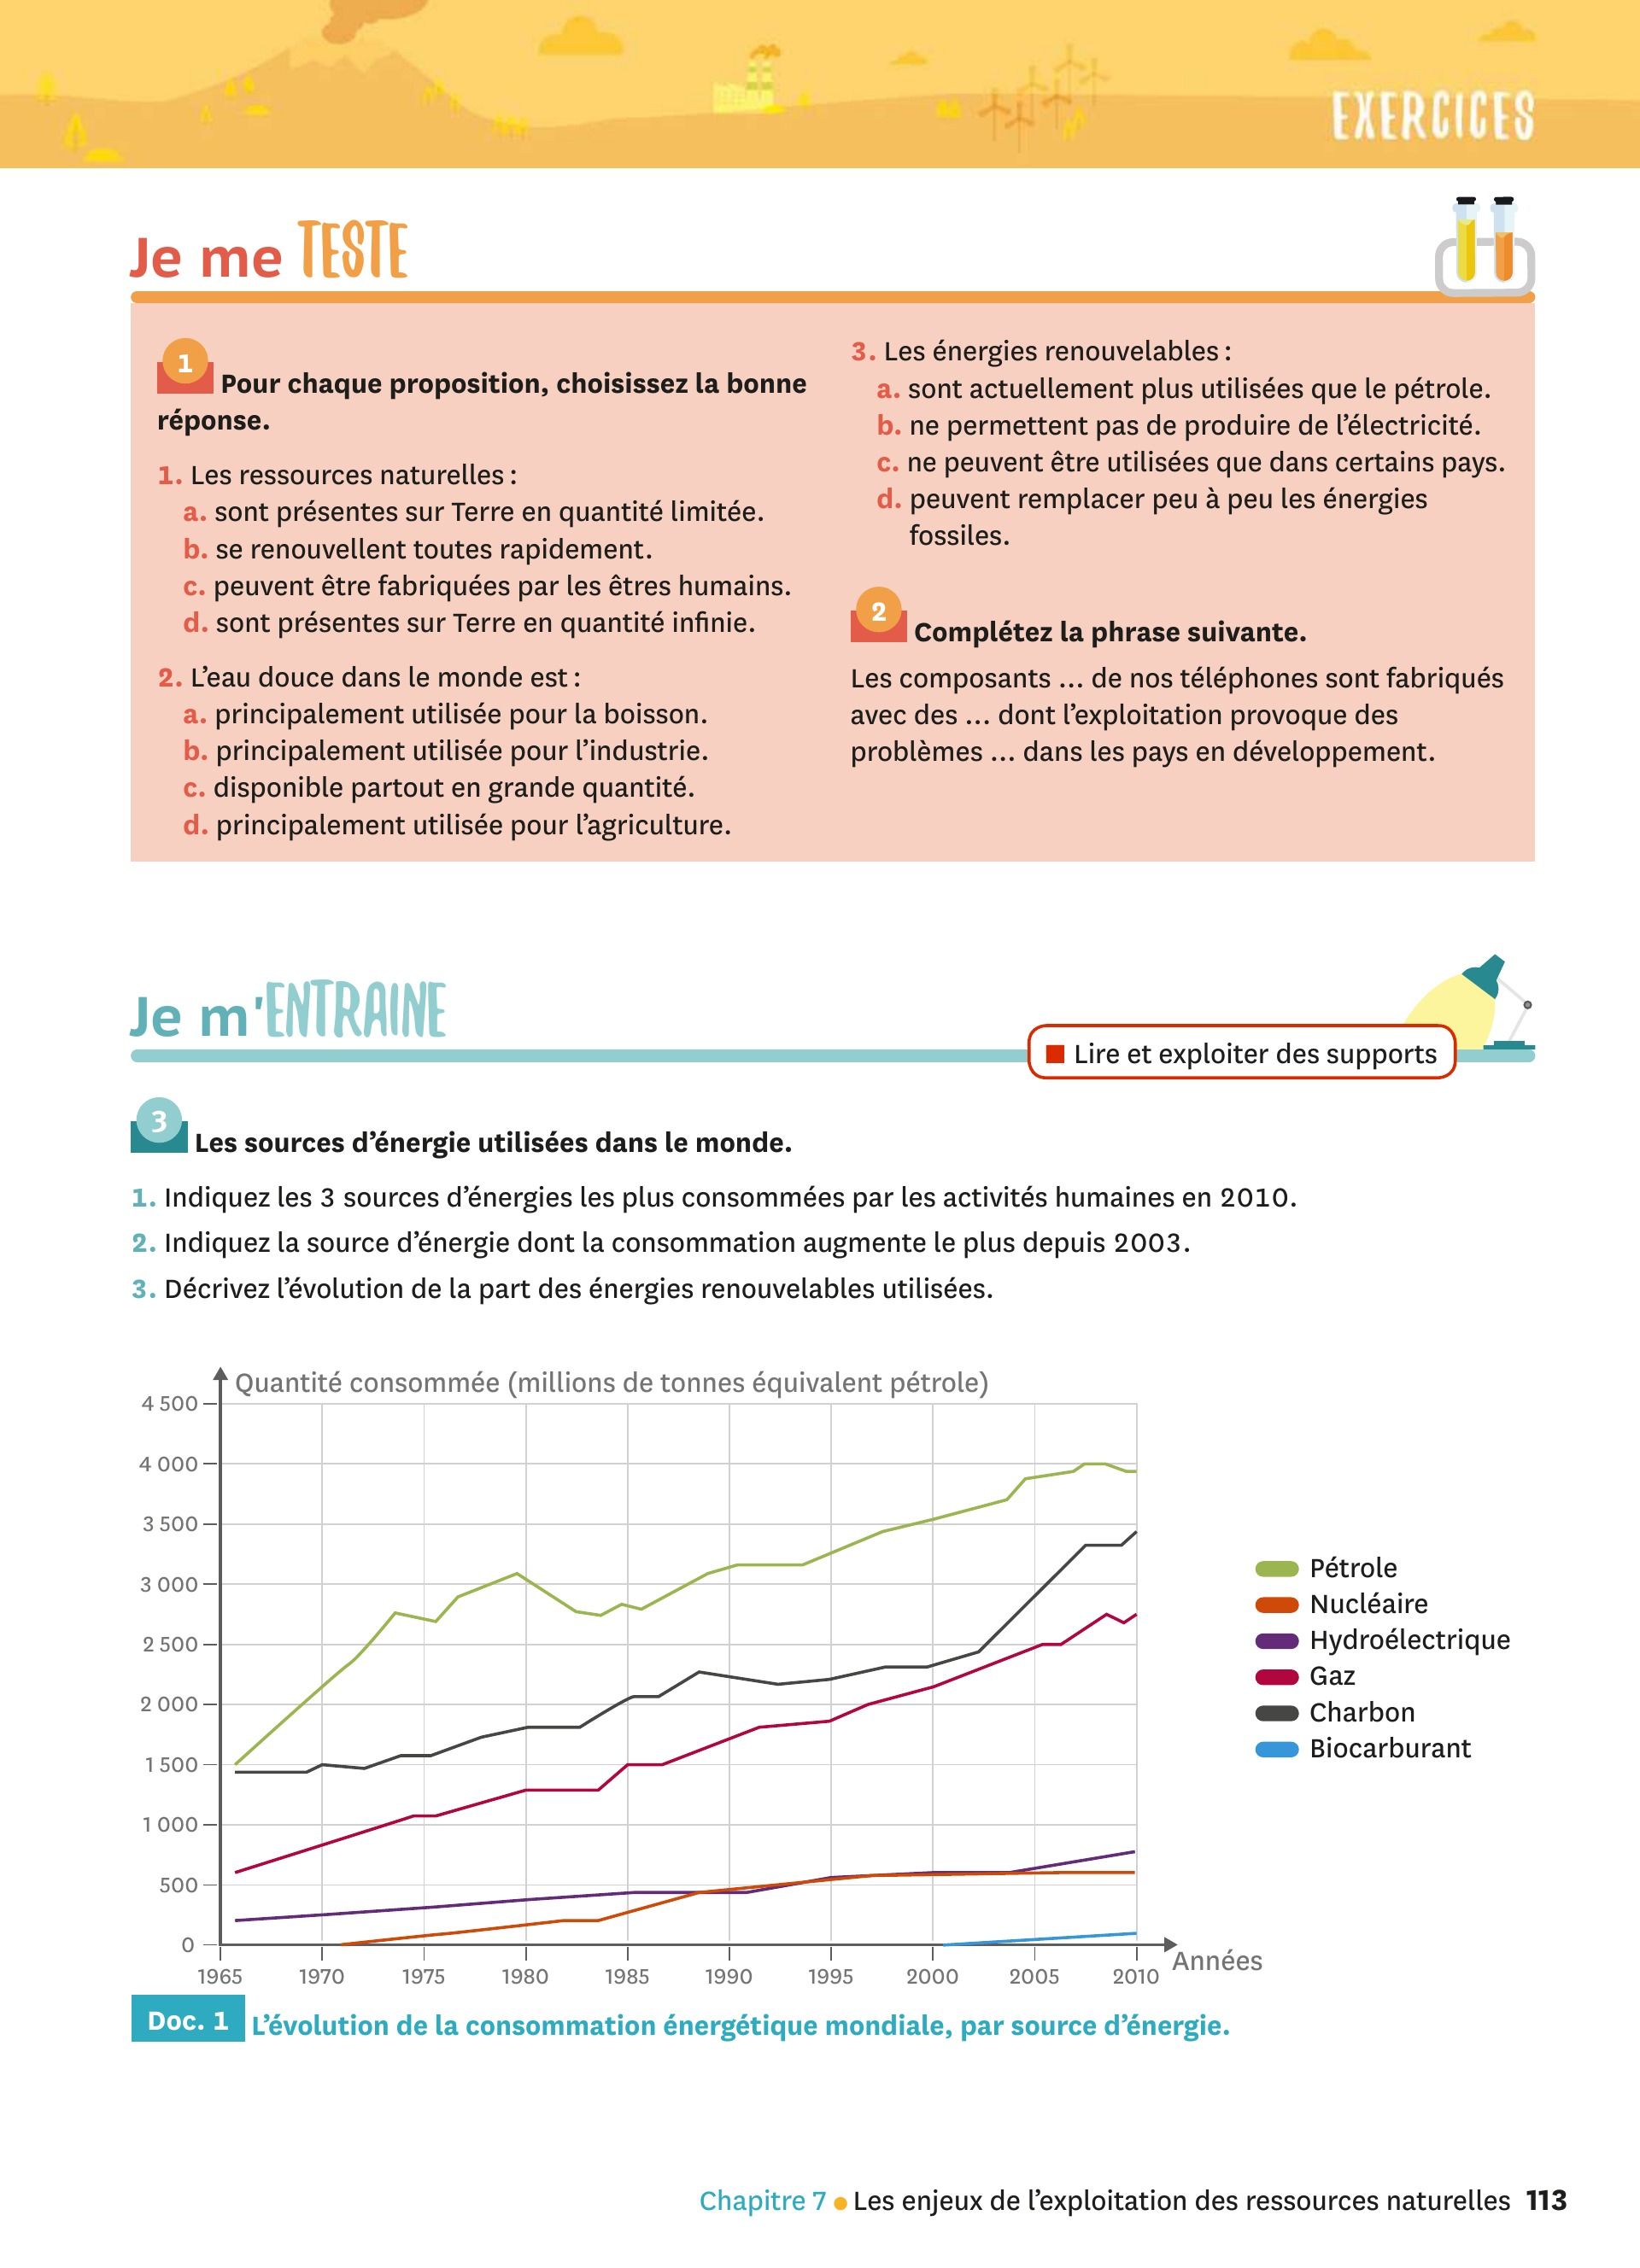 EXERCICES
Je me TESTE
1 Pour chaque proposition, choisissez la bonne
réponse.
1. Les ressources naturelles :
a. sont présentes sur Terre en quantité limitée.
b. se renouvellent toutes rapidement.
c. peuvent être fabriquées par les êtres humains.
d. sont présentes sur Terre en quantité infinie.
2. L'eau douce dans le monde est :
a. principalement utilisée pour la boisson.
b. principalement utilisée pour l'industrie.
c. disponible partout en grande quantité.
d. principalement utilisée pour l'agriculture.
3. Les énergies renouvelables :
a. sont actuellement plus utilisées que le pétrole.
b. ne permettent pas de produire de l'électricité.
c. ne peuvent être utilisées que dans certains pays.
d. peuvent remplacer peu à peu les énergies
fossiles.
2 Complétez la phrase suivante.
Les composants ... de nos téléphones sont fabriqués
avec des ... dont l'exploitation provoque des
problèmes ... dans les pays en développement.
Je m'ENTRAINE
Lire et exploiter des supports
3 Les sources d'énergie utilisées dans le monde.
1. Indiquez les 3 sources d'énergies les plus consommées par les activités humaines en 2010.
2. Indiquez la source d'énergie dont la consommation augmente le plus depuis 2003.
3. Décrivez l'évolution de la part des énergies renouvelables utilisées.
Quantité consommée (millions de tonnes équivalent pétrole)
4 500
4 000
3 500
3 000
2 500
2 000
1 500
1 000
500
0
1965 1970 1975 1980 1985 1990 1995 2000 2005 2010
Années
Pétrole
Nucléaire
Hydroélectrique
Gaz
Charbon
Biocarburant
Doc. 1 L'évolution de la consommation énergétique mondiale, par source d'énergie.
Chapitre 7 • Les enjeux de l'exploitation des ressources naturelles 113